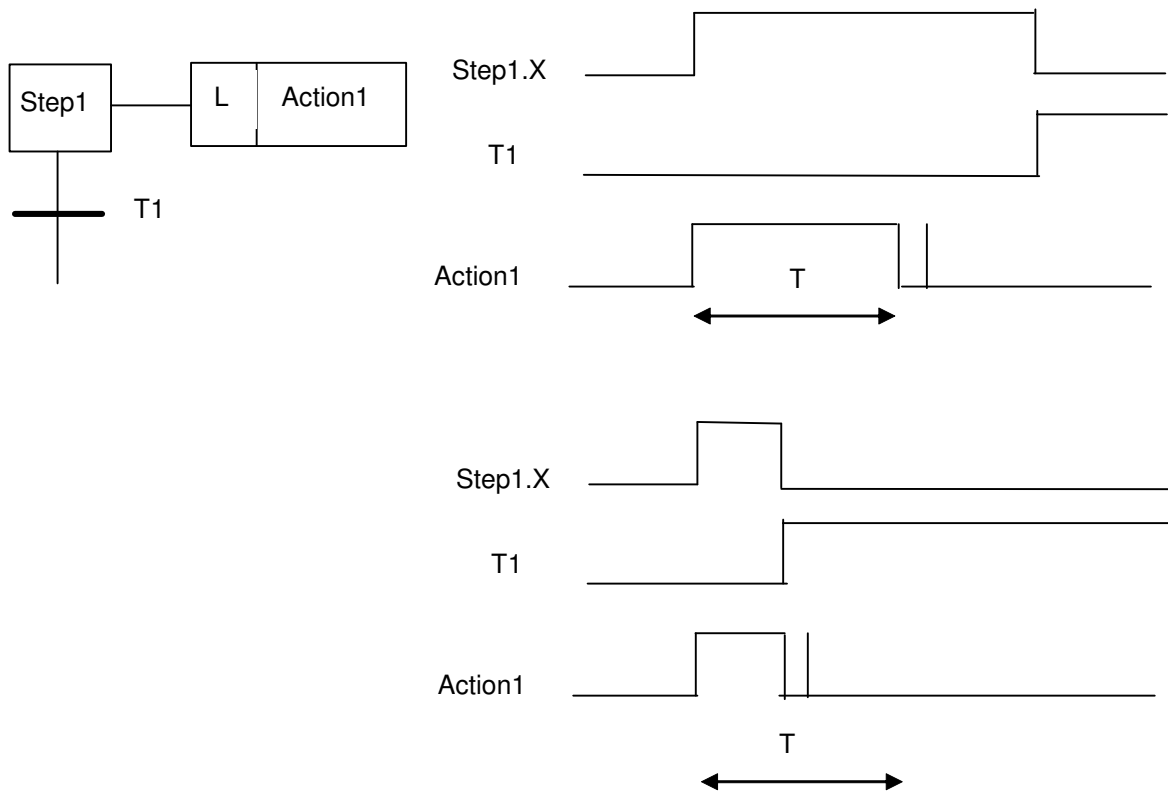 Step1
L
Action1
T1
Step1.X
T1
Action1
T
Step1.X
T1
Action1
T